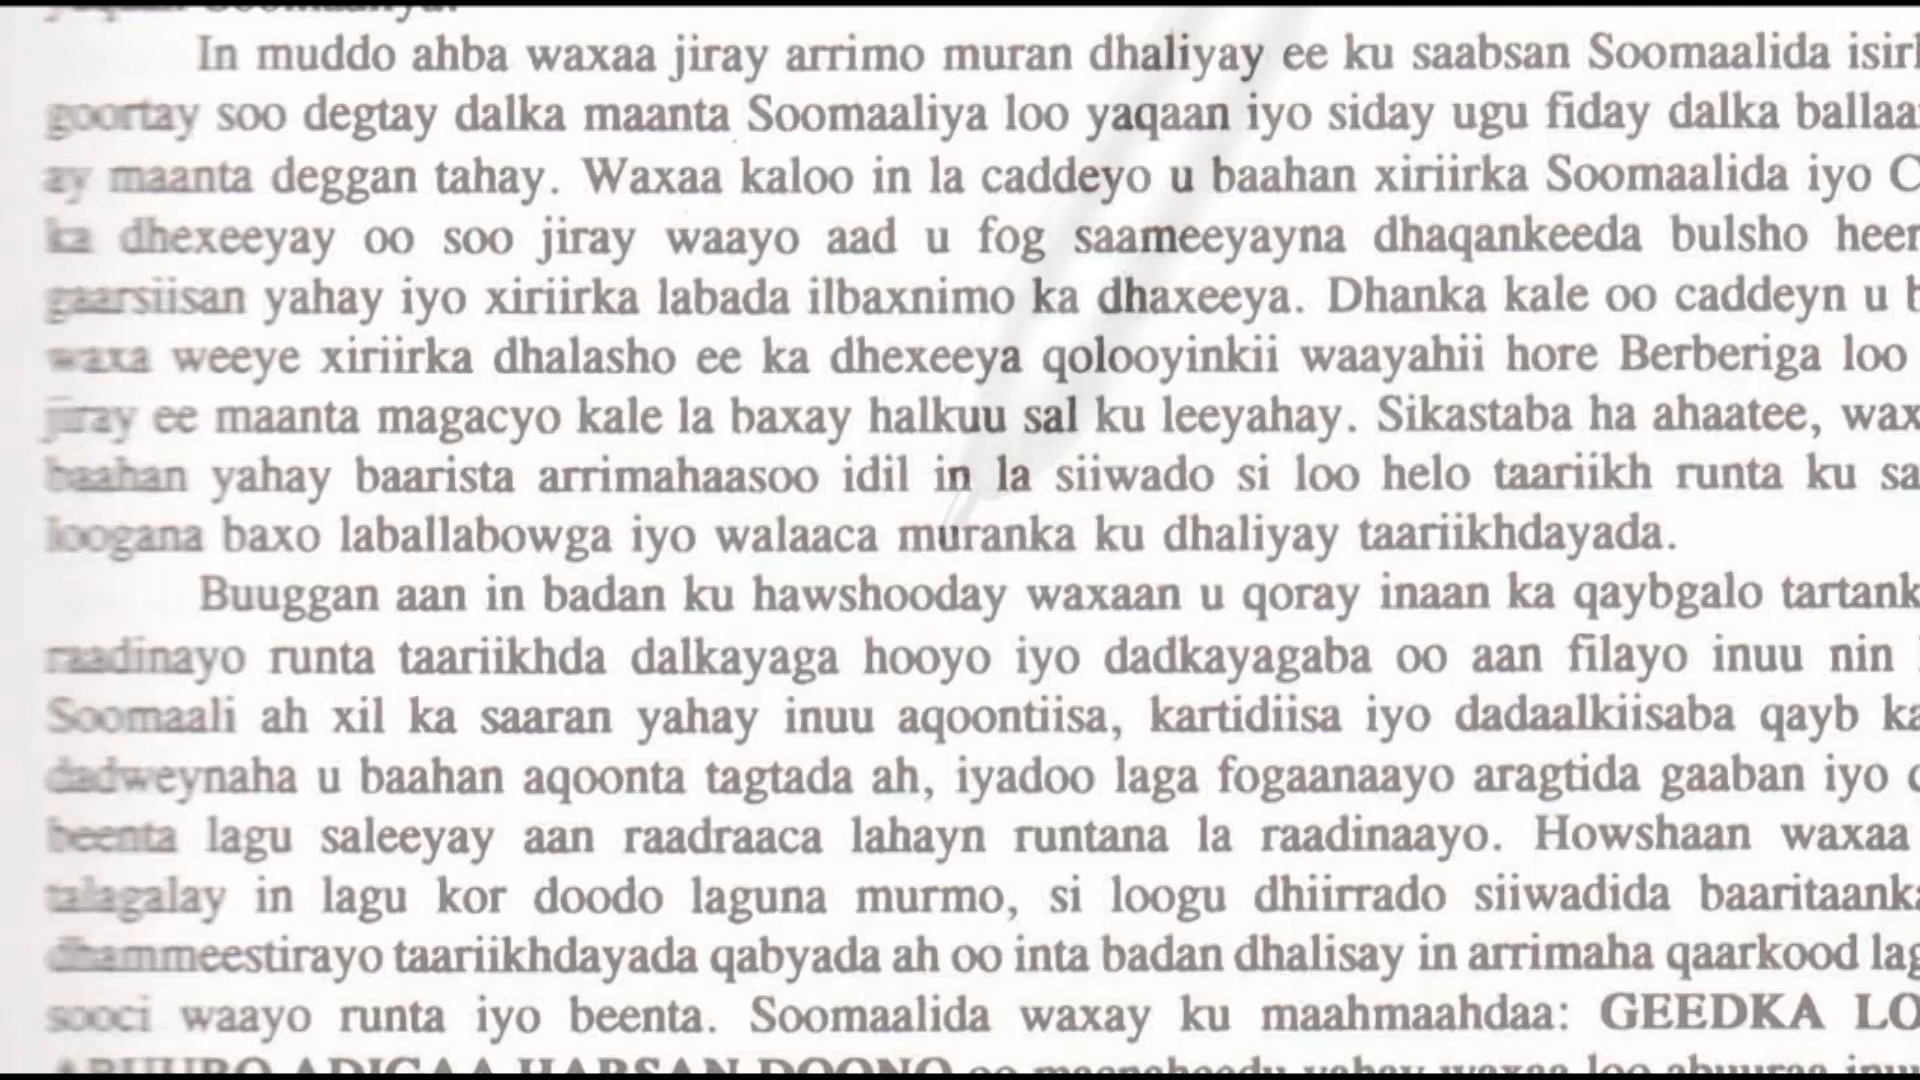 In muddo ahba waxaa jiray arrimo muran dhaliyay ee ku saabsan Soomaalida
goortay soo degtay dalka maanta Soomaaliya loo yaqaan iyo siday ugu fiday dalka
ay maanta deggan tahay. Waxaa kaloo in la caddeyo u baahan xiriirka Soomaalida iyo
ka dhexeeyay oo soo jiray waayo aad u fog saameeyayna dhaqankeeda bulsho
gaarsiisan yahay iyo xiriirka labada ilbaxnimo ka dhaxeeya. Dhanka kale oo caddeyn u
waxa weeye xiriirka dhalasho ee ka dhexeeya qolooyinkii waayahii hore Berberiga loo
jiray ee maanta magacyo kale la baxay halkuu sal ku leeyahay. Sikastaba ha ahaatee,
baahan yahay baarista arrimahaasoo idil in la siiwado si loo helo taariikh runta ku
loogana baxo laballabowga iyo walaaca muranka ku dhaliyay taariikhdayada.
Buuggan aan in badan ku hawshooday waxaan u qoray inaan ka qaybgalo
raadinayo runta taariikhda dalkayaga hooyo iyo dadkayagaba oo aan filayo inuu nin
Soomaali ah xil ka saaran yahay inuu aqoontiisa, kartidiisa iyo dadaalkiisaba qayb
dadweynaha u baahan aqoonta tagtada ah, iyadoo laga fogaanaayo aragtida gaaban iyo
beenta lagu saleeyay aan raadraaca lahayn runtana la raadinaayo. Howshaan waxaa
talagalay in lagu kor doodo laguna murmo, si loogu dhiirrado siiwadida
dhammeestirayo taariikhdayada qabyada ah oo inta badan dhalisay in arrimaha qaarkood
sooci waayo runta iyo beenta. Soomaalida waxay ku maahmaahdaa: GEEDKA